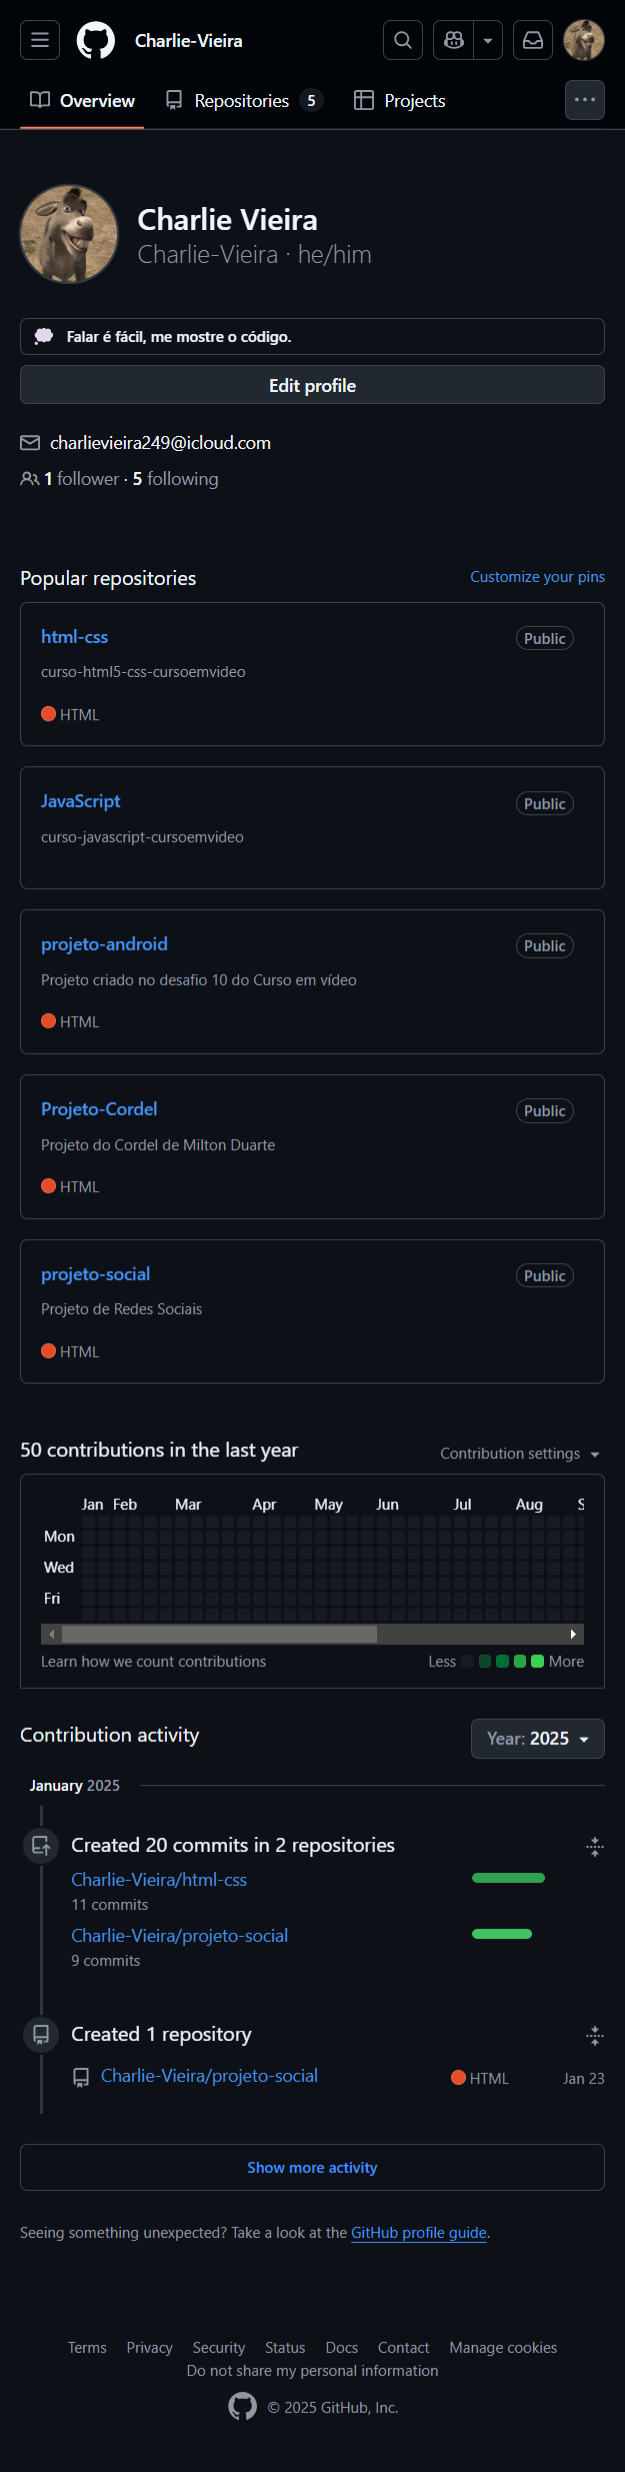 Charlie-Vieira
Overview Repositories 5 Projects
Charlie Vieira
Charlie-Vieira · he/him
Falar é fácil, me mostre o código.
Edit profile
charlievieira249@icloud.com
1 follower · 5 following
Popular repositories Customize your pins
html-css Public
curso-html5-css-cursoemvideo
HTML
JavaScript Public
curso-javascript-cursoemvideo
projeto-android Public
Projeto criado no desafio 10 do Curso em vídeo
HTML
Projeto-Cordel Public
Projeto do Cordel de Milton Duarte
HTML
projeto-social Public
Projeto de Redes Sociais
HTML
50 contributions in the last year Contribution settings
Jan Feb Mar Apr May Jun Jul Aug S
Mon
Wed
Fri
Learn how we count contributions Less More
Contribution activity Year: 2025
January 2025
Created 20 commits in 2 repositories
Charlie-Vieira/html-css
11 commits
Charlie-Vieira/projeto-social
9 commits
Created 1 repository
Charlie-Vieira/projeto-social HTML Jan 23
Show more activity
Seeing something unexpected? Take a look at the GitHub profile guide.
Terms Privacy Security Status Docs Contact Manage cookies
Do not share my personal information
© 2025 GitHub, Inc.